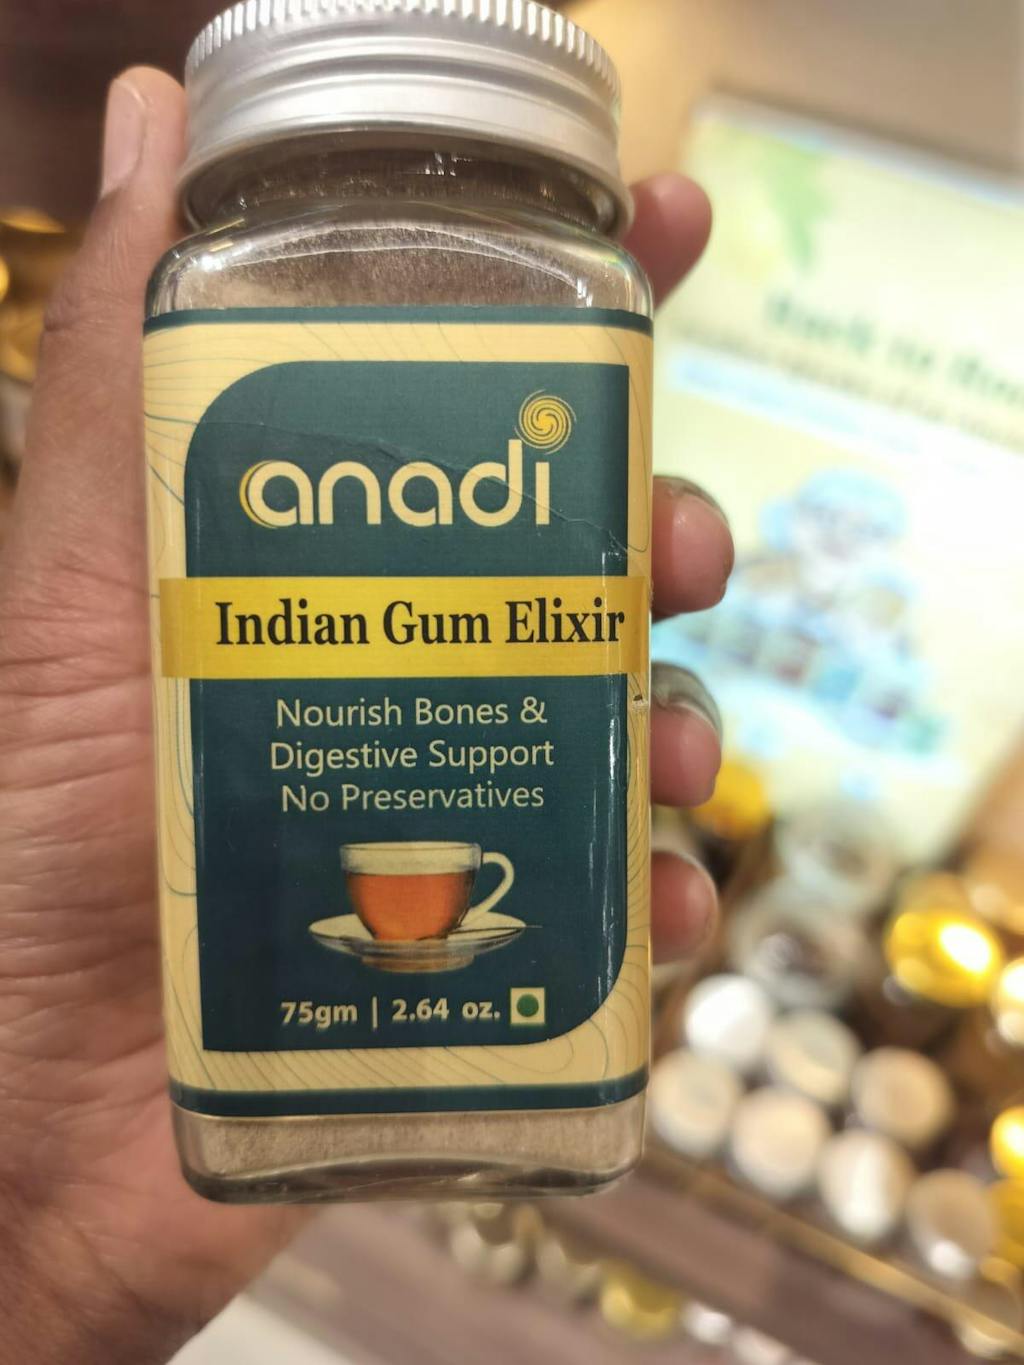 anadi
Indian Gum Elixir
Nourish Bones &
Digestive Support
No Preservatives
75gm | 2.64 oz.